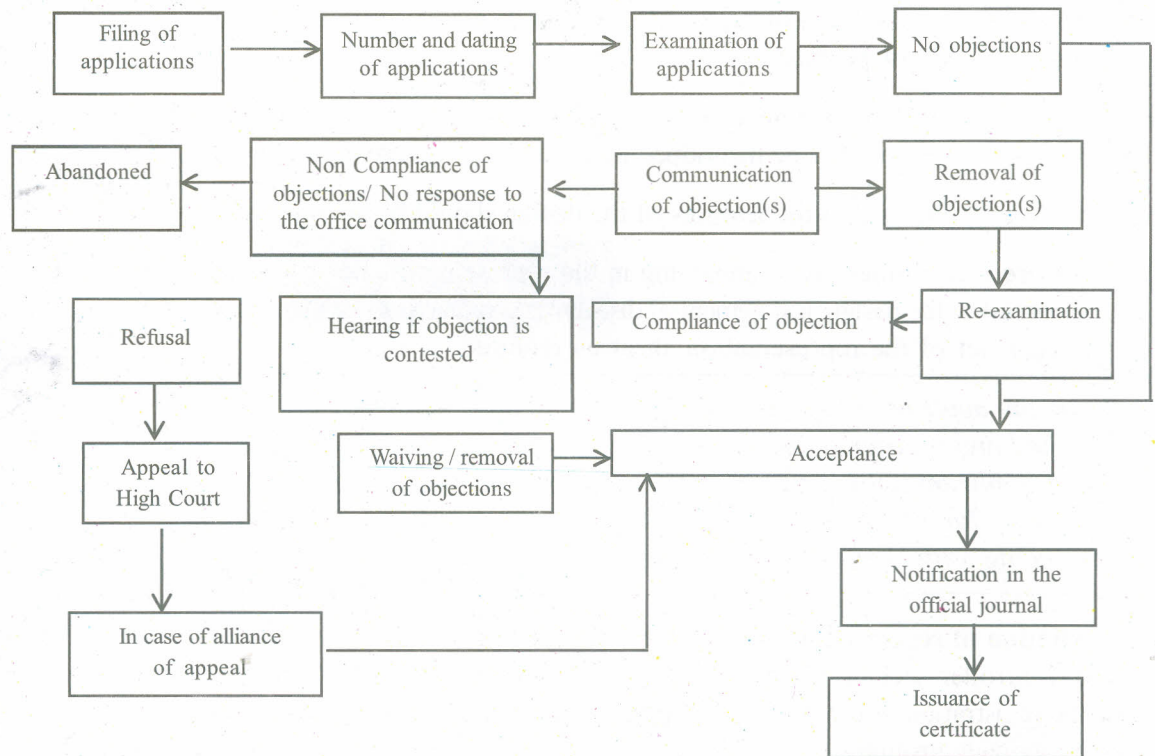 Filing of
applications
Number and dating
of applications
Examination of
applications
No objections
Abandoned
Non Compliance of
objections/ No response to
the office communication
Communication
of objection(s)
Removal of
objection(s)
Refusal
Hearing if objection is
contested
Compliance of objection
Re-examination
Appeal to
High Court
Waiving / removal
of objections
Acceptance
In case of alliance
of appeal
Notification in the
official journal
Issuance of
certificate